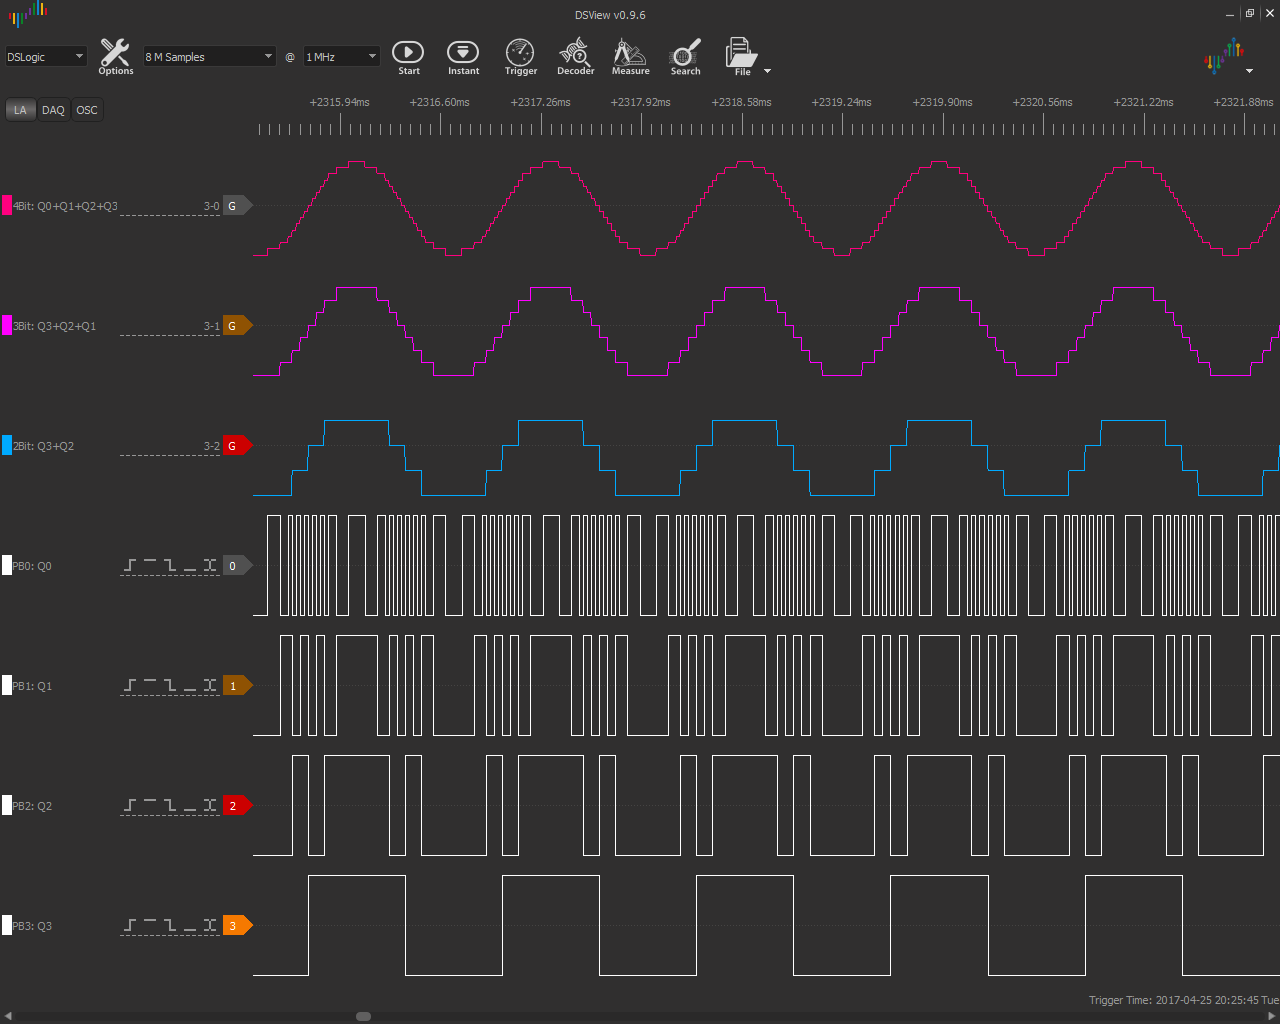 DSView v0.9.6
DSLogic
Options
8 M Samples
@
1 MHz
Start
Instant
Trigger
Decoder
Measure
Search
File
LA
DAQ
OSC
+2315.94ms
+2316.60ms
+2317.26ms
+2317.92ms
+2318.58ms
+2319.24ms
+2319.90ms
+2320.56ms
+2321.22ms
+2321.88ms
4Bit: Q0+Q1+Q2+Q3
3-0
G
3Bit: Q3+Q2+Q1
3-1
G
2Bit: Q3+Q2
3-2
G
PB0: Q0
0
PB1: Q1
1
PB2: Q2
2
PB3: Q3
3
Trigger Time: 2017-04-25 20:25:45 Tue